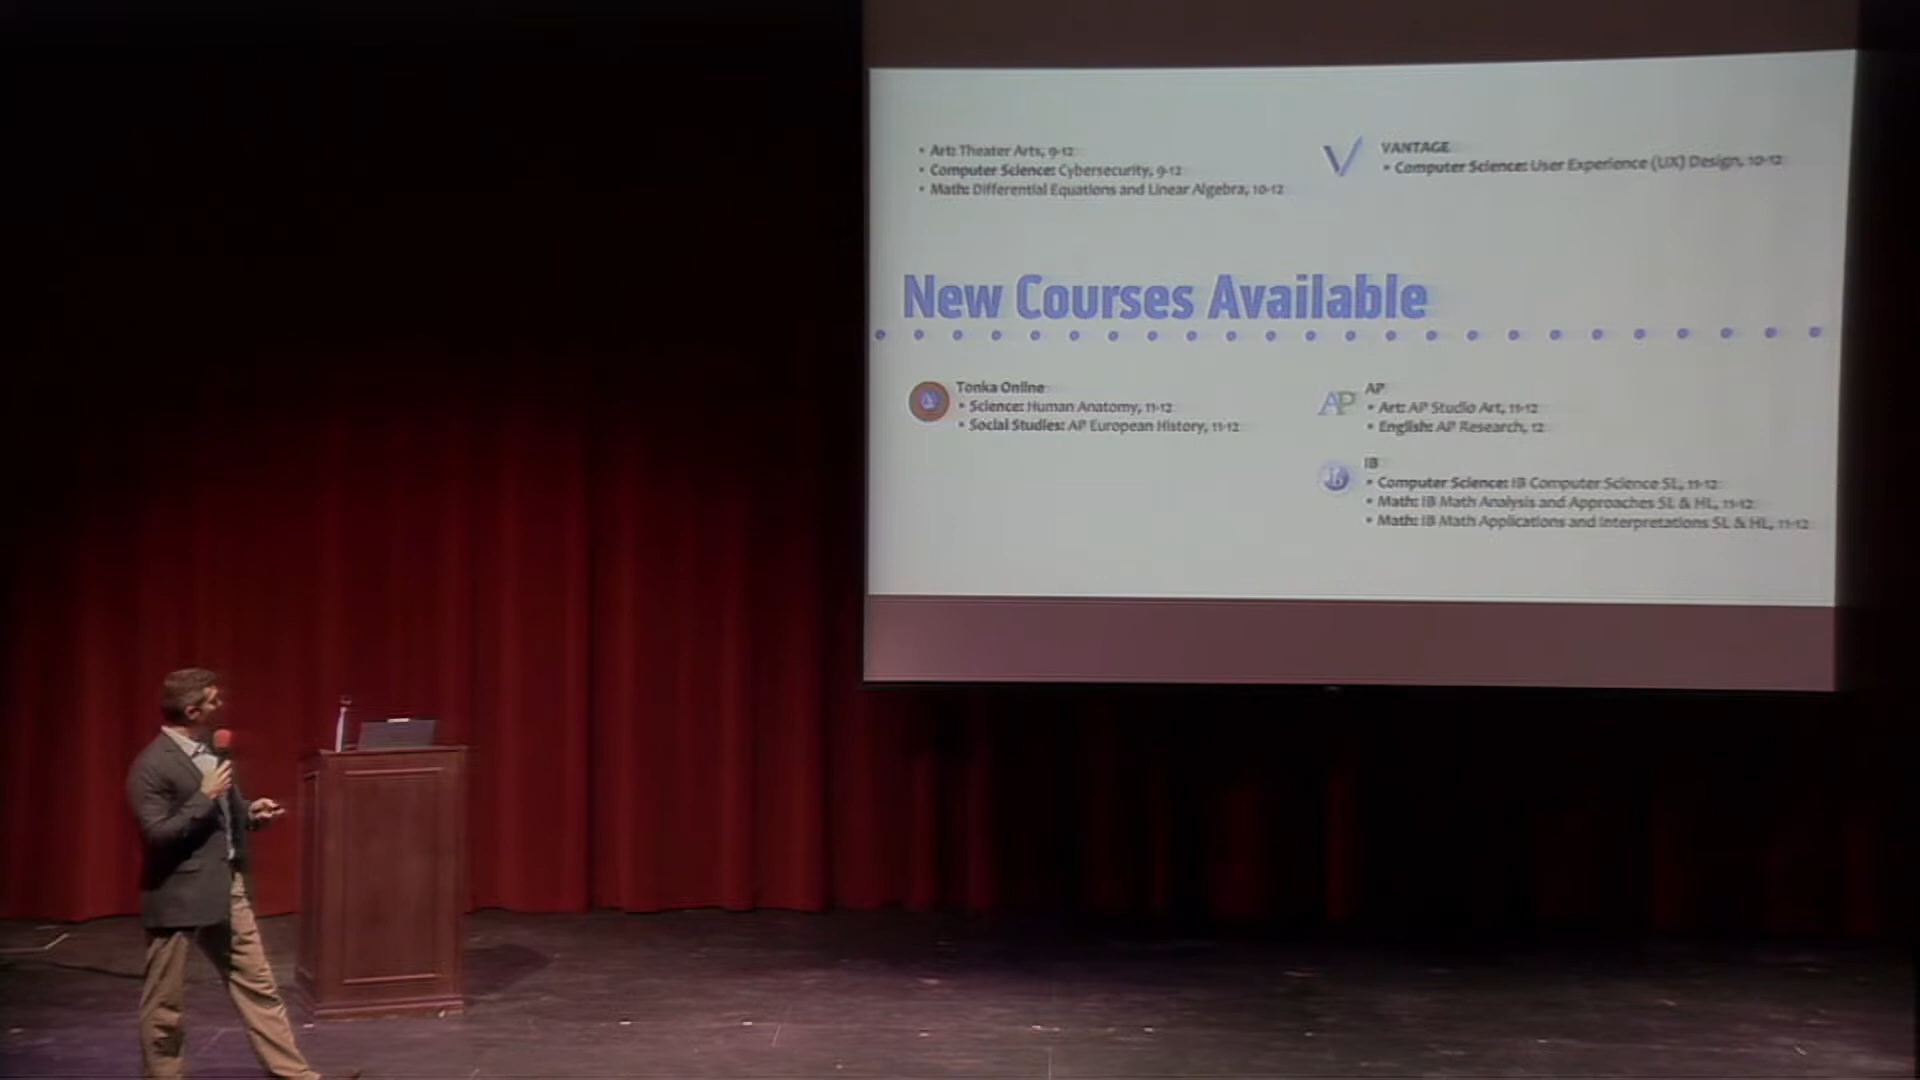 • Art: Theater Arts, 9-12
• Computer Science: Cybersecurity, 9-12
• Math: Differential Equations and Linear Algebra, 10-12
VANTAGE
• Computer Science: User Experience (UX) Design, 10-12
New Courses Available
Tonka Online
• Science: Human Anatomy, 11-12
• Social Studies: AP European History, 11-12
AP
AP
• Art: AP Studio Art, 11-12
• English: AP Research, 12
IB
• Computer Science: IB Computer Science SL, 11-12
• Math: IB Math Analysis and Approaches SL & HL, 11-12
• Math: IB Math Applications and Interpretations SL & HL, 11-12